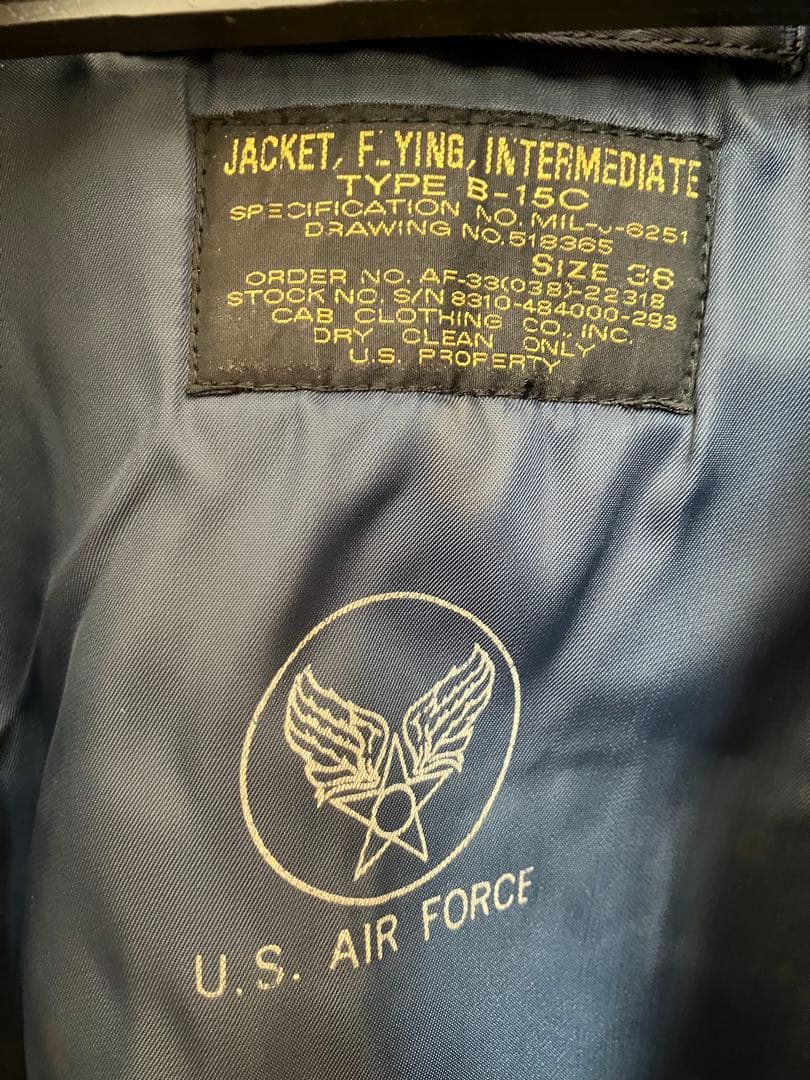 JACKET, FLYING, INTERMEDIATE
TYPE B-15C
SPECIFICATION NO. MIL-J-6251
DRAWING NO. 518365
SIZE 36
ORDER NO. AF-33(038)-22318
STOCK NO. S/N 8310-484000-293
CAB CLOTHING CO., INC.
DRY CLEAN ONLY
U.S. PROPERTY
U.S. AIR FORCE